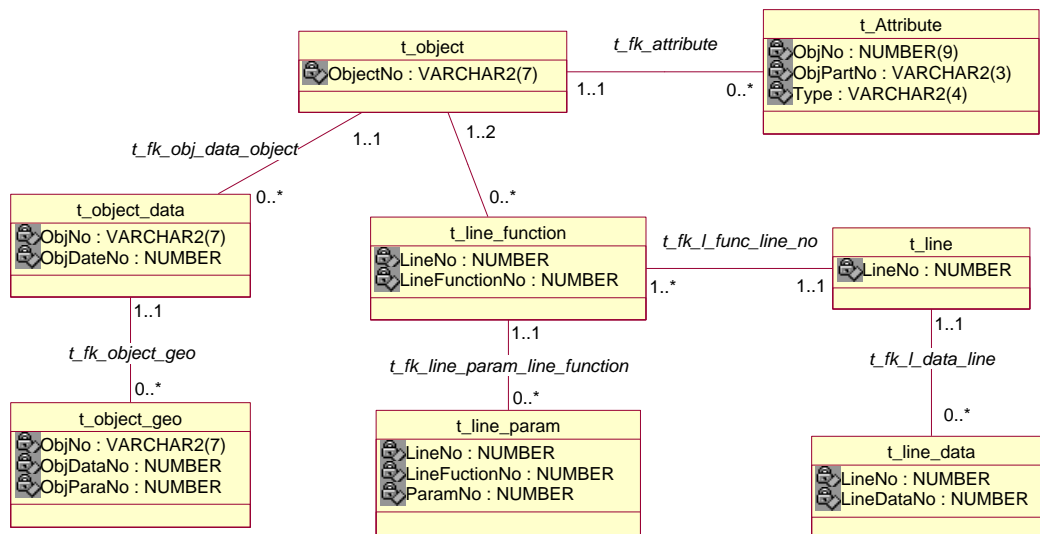 t_object
ObjectNo : VARCHAR2(7)
t_fk_attribute
1..1
0..*
t_Attribute
ObjNo : NUMBER(9)
ObjPartNo : VARCHAR2(3)
Type : VARCHAR2(4)
1..1
1..2
t_fk_obj_data_object
0..*
0..*
t_object_data
ObjNo : VARCHAR2(7)
ObjDateNo : NUMBER
t_line_function
LineNo : NUMBER
LineFunctionNo : NUMBER
t_fk_l_func_line_no
1..*
1..1
t_line
LineNo : NUMBER
1..1
t_fk_object_geo
0..*
1..1
t_fk_line_param_line_function
0..*
1..1
t_fk_l_data_line
0..*
t_object_geo
ObjNo : VARCHAR2(7)
ObjDataNo : NUMBER
ObjParaNo : NUMBER
t_line_param
LineNo : NUMBER
LineFuctionNo : NUMBER
ParamNo : NUMBER
t_line_data
LineNo : NUMBER
LineDataNo : NUMBER